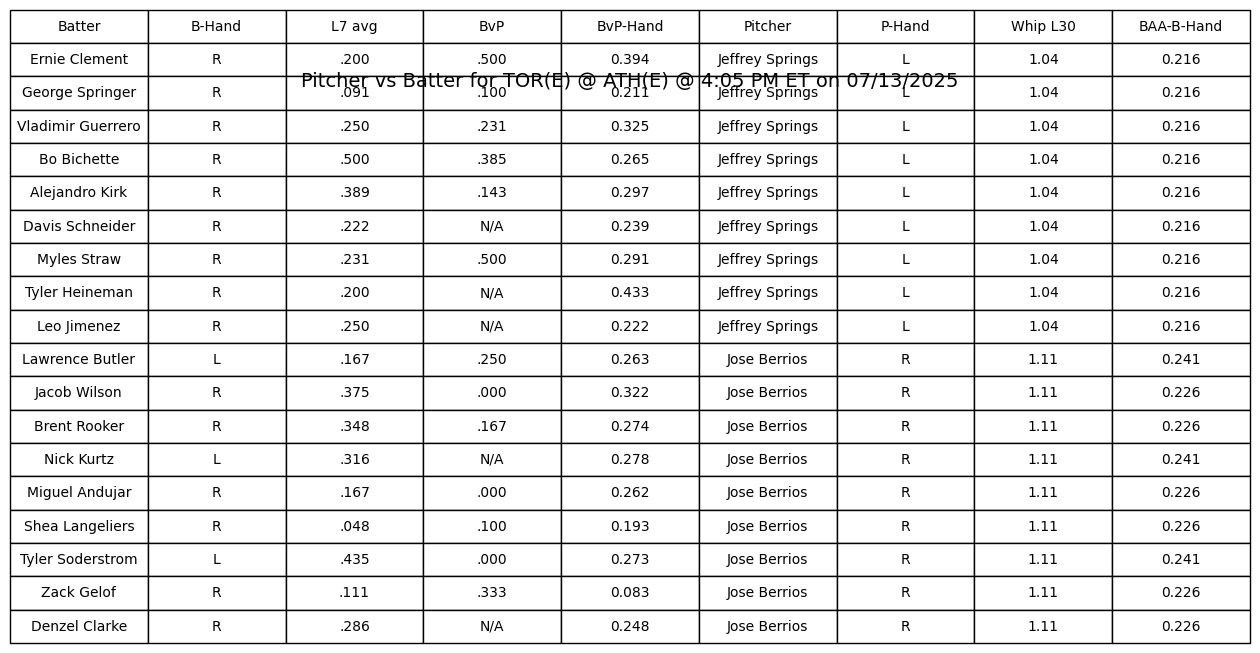 Batter B-Hand L7 avg BvP BvP-Hand Pitcher P-Hand Whip L30 BAA-B-Hand
Ernie Clement R .200 .500 0.394 Jeffrey Springs L 1.04 0.216
Pitcher vs Batter for TOR(E) @ ATH(E) @ 4:05 PM ET on 07/13/2025
George Springer R .091 .100 0.211 Jeffrey Springs L 1.04 0.216
Vladimir Guerrero R .250 .231 0.325 Jeffrey Springs L 1.04 0.216
Bo Bichette R .500 .385 0.265 Jeffrey Springs L 1.04 0.216
Alejandro Kirk R .389 .143 0.297 Jeffrey Springs L 1.04 0.216
Davis Schneider R .222 N/A 0.239 Jeffrey Springs L 1.04 0.216
Myles Straw R .231 .500 0.291 Jeffrey Springs L 1.04 0.216
Tyler Heineman R .200 N/A 0.433 Jeffrey Springs L 1.04 0.216
Leo Jimenez R .250 N/A 0.222 Jeffrey Springs L 1.04 0.216
Lawrence Butler L .167 .250 0.263 Jose Berrios R 1.11 0.241
Jacob Wilson R .375 .000 0.322 Jose Berrios R 1.11 0.226
Brent Rooker R .348 .167 0.274 Jose Berrios R 1.11 0.226
Nick Kurtz L .316 N/A 0.278 Jose Berrios R 1.11 0.241
Miguel Andujar R .167 .000 0.262 Jose Berrios R 1.11 0.226
Shea Langeliers R .048 .100 0.193 Jose Berrios R 1.11 0.226
Tyler Soderstrom L .435 .000 0.273 Jose Berrios R 1.11 0.241
Zack Gelof R .111 .333 0.083 Jose Berrios R 1.11 0.226
Denzel Clarke R .286 N/A 0.248 Jose Berrios R 1.11 0.226